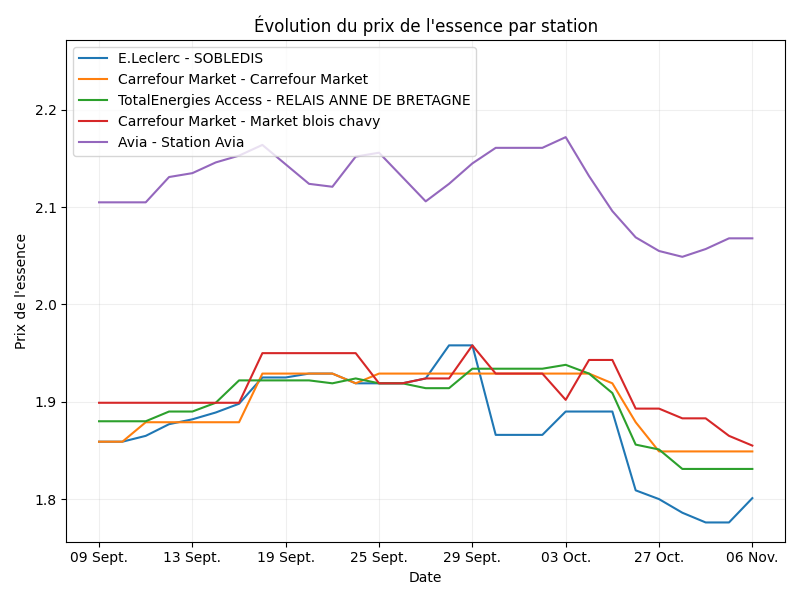 Évolution du prix de l'essence par station
E.Leclerc - SOBLEDIS
Carrefour Market - Carrefour Market
TotalEnergies Access - RELAIS ANNE DE BRETAGNE
Carrefour Market - Market blois chavy
Avia - Station Avia
Prix de l'essence
2.2
2.1
2.0
1.9
1.8
09 Sept.
13 Sept.
19 Sept.
25 Sept.
29 Sept.
03 Oct.
27 Oct.
06 Nov.
Date